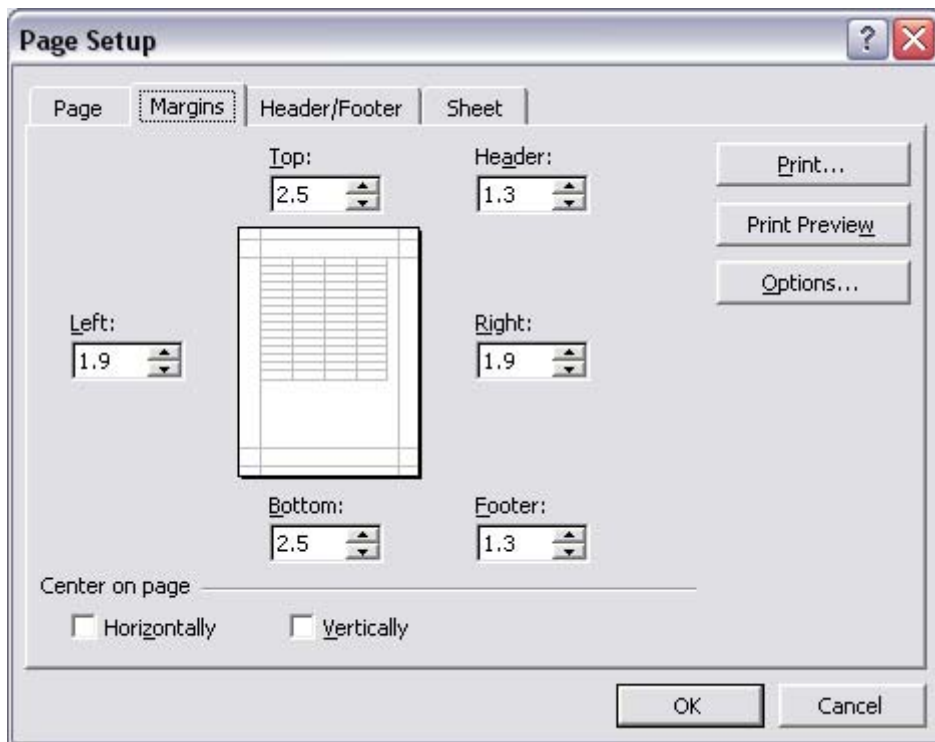 Page Setup
?
Page Margins Header/Footer Sheet
Top: Header:
2.5 1.3
Print...
Print Preview
Options...
Left: Right:
1.9 1.9
Bottom: Footer:
2.5 1.3
Center on page
Horizontally Vertically
OK Cancel